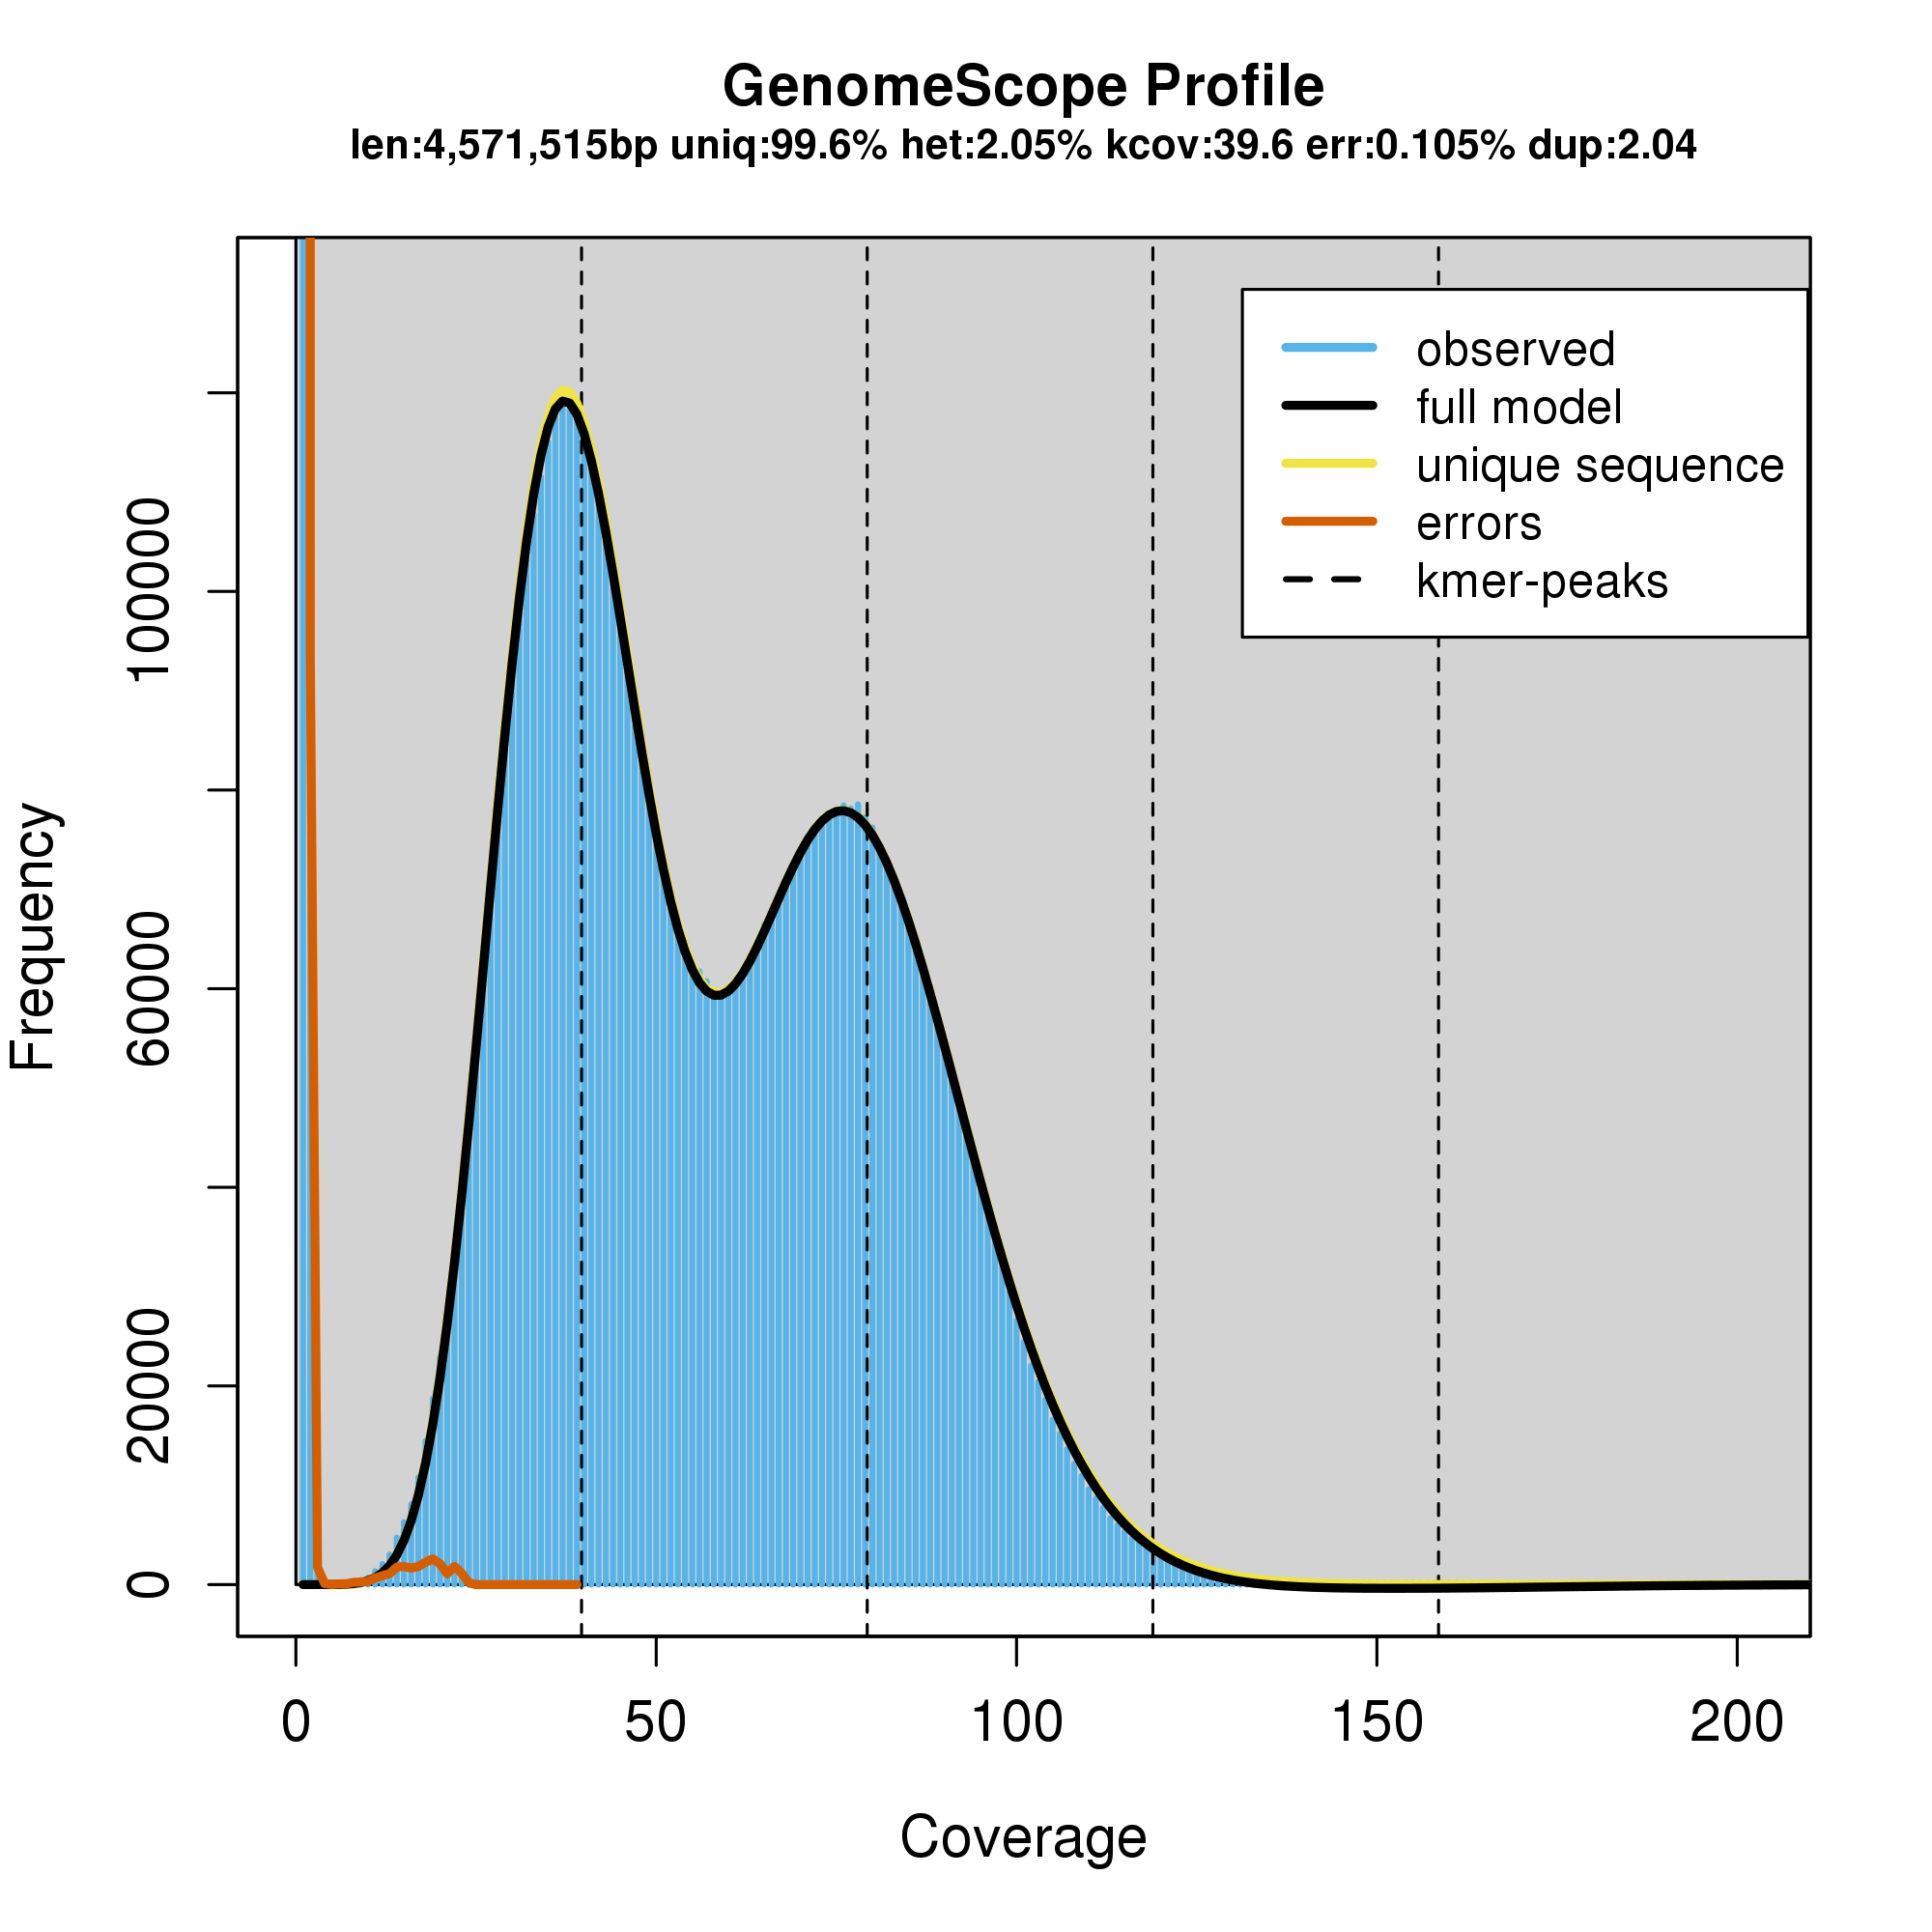 GenomeScope Profile
len:4,571,515bp uniq:99.6% het:2.05% kcov:39.6 err:0.105% dup:2.04
observed
full model
unique sequence
errors
kmer-peaks
Frequency
100000
60000
20000
0
0 50 100 150 200
Coverage